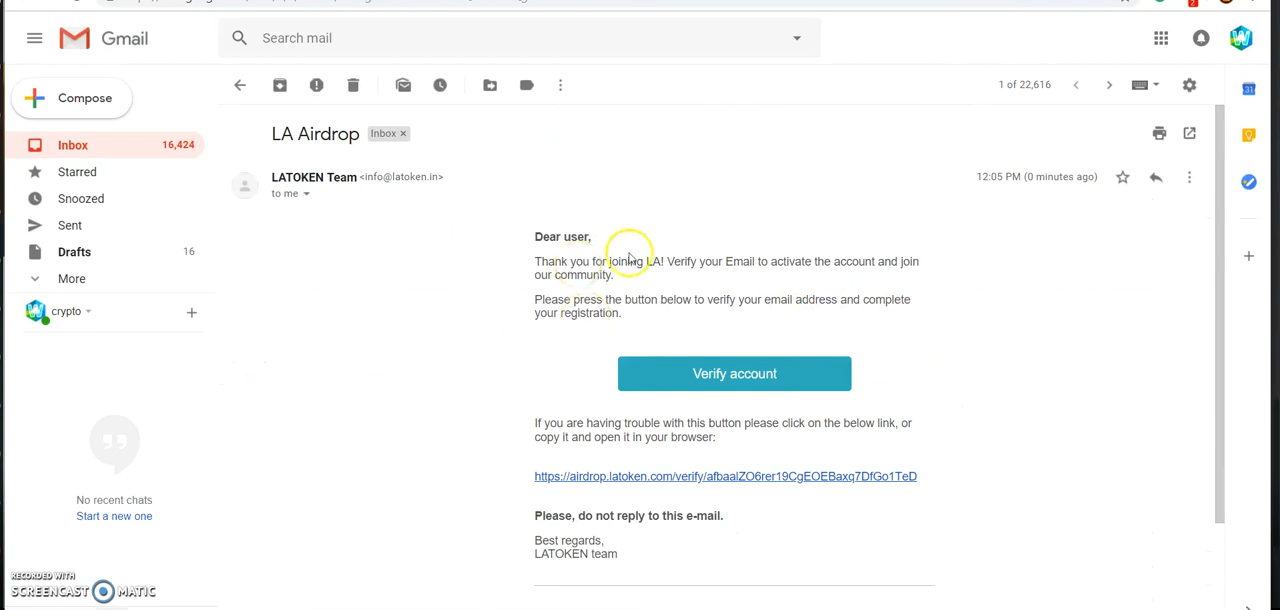 Gmail
Search mail
Compose
1 of 22,616
Inbox 16,424
Starred
Snoozed
Sent
Drafts 16
More
crypto
No recent chats
Start a new one
LA Airdrop Inbox ×
LATOKEN Team <info@latoken.in>
to me
12:05 PM (0 minutes ago)
Dear user,
Thank you for joining LA! Verify your Email to activate the account and join
our community.
Please press the button below to verify your email address and complete
your registration.
Verify account
If you are having trouble with this button please click on the below link, or
copy it and open it in your browser:
https://airdrop.latoken.com/verify/afbaalZO6rer19CgEOEBaxq7DfGo1TeD
Please, do not reply to this e-mail.
Best regards,
LATOKEN team
31
2
RECORDED WITH
SCREENCAST MATIC